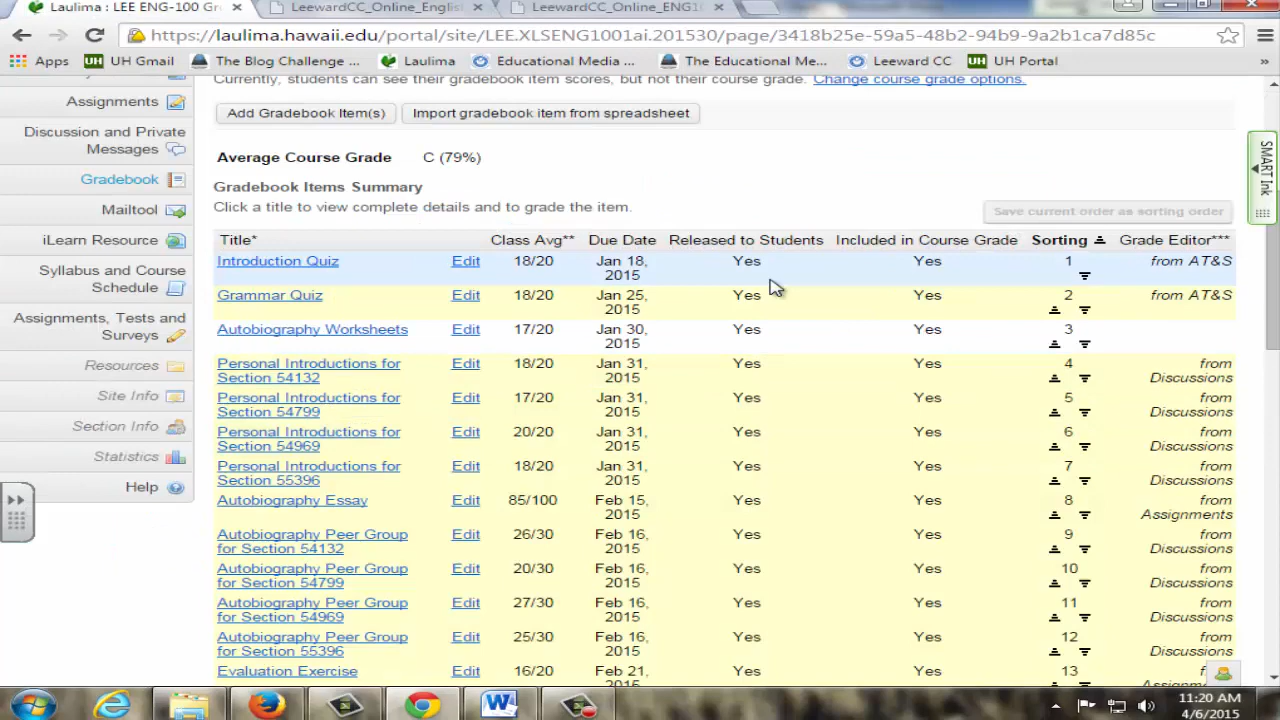 Laulima : LEE ENG-100 Gr
LeewardCC_Online_English
LeewardCC_Online_ENG10
https://laulima.hawaii.edu/portal/site/LEE.XLSENG1001ai.201530/page/3418b25e-59a5-48b2-94b9-9a2b1ca7d85c
Apps
UH Gmail
The Blog Challenge ...
Laulima
Educational Media ...
The Educational Me...
Leeward CC
UH Portal
»
Currently, students can see their gradebook item scores, but not their course grade. Change course grade options.
Assignments
Discussion and Private
Messages
Gradebook
Mailtool
iLearn Resource
Syllabus and Course
Schedule
Assignments, Tests and
Surveys
Resources
Site Info
Section Info
Statistics
Help
Add Gradebook Item(s)
Import gradebook item from spreadsheet
Average Course Grade C (79%)
Gradebook Items Summary
Click a title to view complete details and to grade the item.
Save current order as sorting order
Title* Class Avg** Due Date Released to Students Included in Course Grade Sorting Grade Editor***
Introduction Quiz Edit 18/20 Jan 18, Yes Yes 1 from AT&S
2015
Grammar Quiz Edit 18/20 Jan 25, Yes Yes 2 from AT&S
2015
Autobiography Worksheets Edit 17/20 Jan 30, Yes Yes 3
2015
Personal Introductions for Edit 18/20 Jan 31, Yes Yes 4 from
Section 54132 2015 Discussions
Personal Introductions for Edit 17/20 Jan 31, Yes Yes 5 from
Section 54799 2015 Discussions
Personal Introductions for Edit 20/20 Jan 31, Yes Yes 6 from
Section 54969 2015 Discussions
Personal Introductions for Edit 18/20 Jan 31, Yes Yes 7 from
Section 55396 2015 Discussions
Autobiography Essay Edit 85/100 Feb 15, Yes Yes 8 from
2015 Assignments
Autobiography Peer Group Edit 26/30 Feb 16, Yes Yes 9 from
for Section 54132 2015 Discussions
Autobiography Peer Group Edit 20/30 Feb 16, Yes Yes 10 from
for Section 54799 2015 Discussions
Autobiography Peer Group Edit 27/30 Feb 16, Yes Yes 11 from
for Section 54969 2015 Discussions
Autobiography Peer Group Edit 25/30 Feb 16, Yes Yes 12 from
for Section 55396 2015 Discussions
Evaluation Exercise Edit 16/20 Feb 21, Yes Yes 13
2015
SMART Ink
11:20 AM
4/6/2015